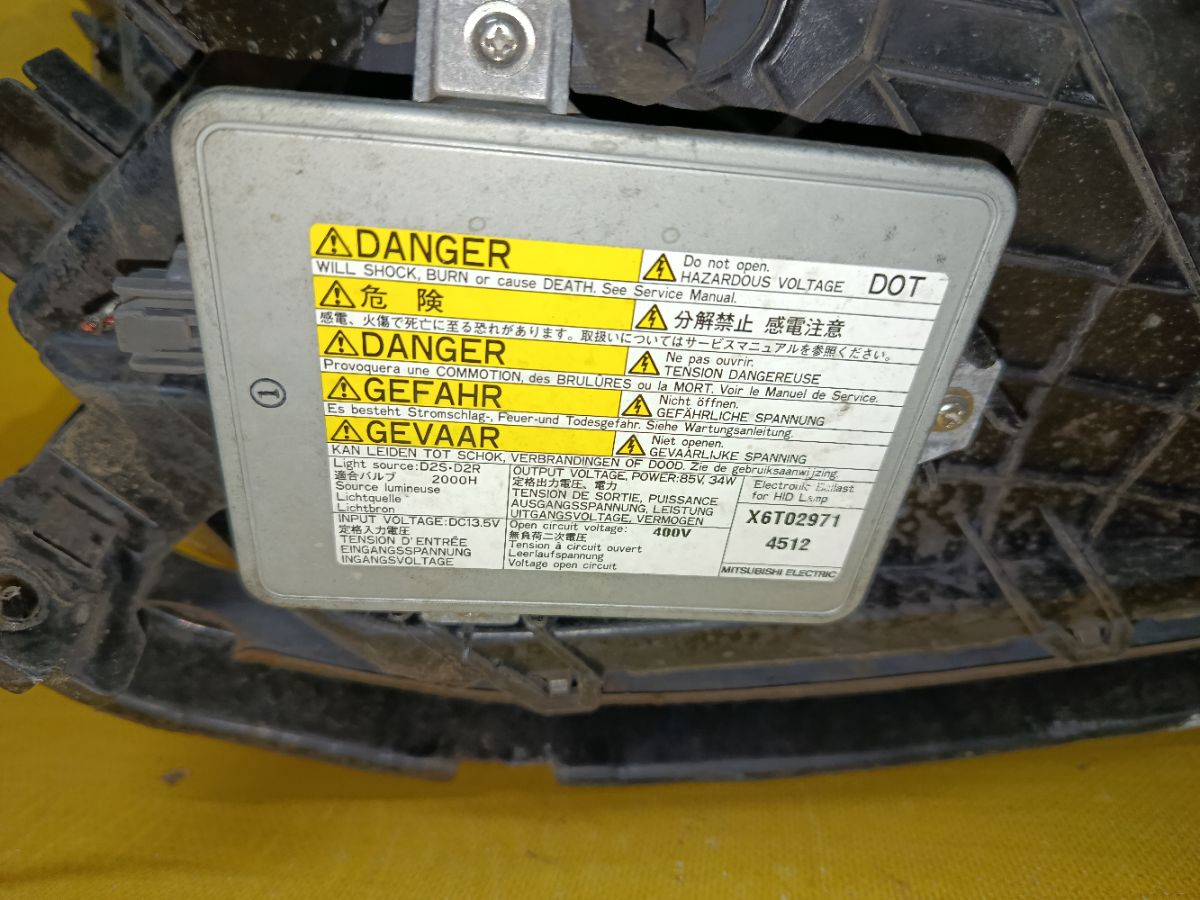 DANGER
Do not open.
HAZARDOUS VOLTAGE
DOT
WILL SHOCK, BURN or cause DEATH. See Service Manual.
危 険
分解禁止 感電注意
感電、火傷で死亡に至る恐れがあります。取扱いについてはサービスマニュアルを参照ください。
DANGER
Ne pas ouvrir.
TENSION DANGEREUSE
Provoquera une COMMOTION, des BRULURES ou la MORT. Voir le Manuel de Service.
GEFAHR
Nicht öffnen.
GEFÄHRLICHE SPANNUNG
Es besteht Stromschlag-, Feuer-und Todesgefahr. Siehe Wartungsanleitung.
GEVAAR
Niet openen.
GEVAARLIJKE SPANNING
KAN LEIDEN TOT SCHOK, VERBRANDINGEN OF DOOD. Zie de gebruiksaanwijzing.
Light source:D2S·D2R
適合バルブ 2000H
Source lumineuse
Lichtquelle
Lichtbron
OUTPUT VOLTAGE, POWER:85V, 34W
定格出力電圧、電力
TENSION DE SORTIE, PUISSANCE
AUSGANGSSPANNUNG, LEISTUNG
UITGANGSVOLTAGE, VERMOGEN
Electronic Ballast
for HID Lamp
INPUT VOLTAGE:DC13.5V
定格入力電圧
TENSION D'ENTRÉE
EINGANGSSPANNUNG
INGANGSVOLTAGE
Open circuit voltage: 400V
無負荷二次電圧
Tension à circuit ouvert
Leerlaufspannung
Voltage open circuit
X6T02971
4512
MITSUBISHI ELECTRIC
①